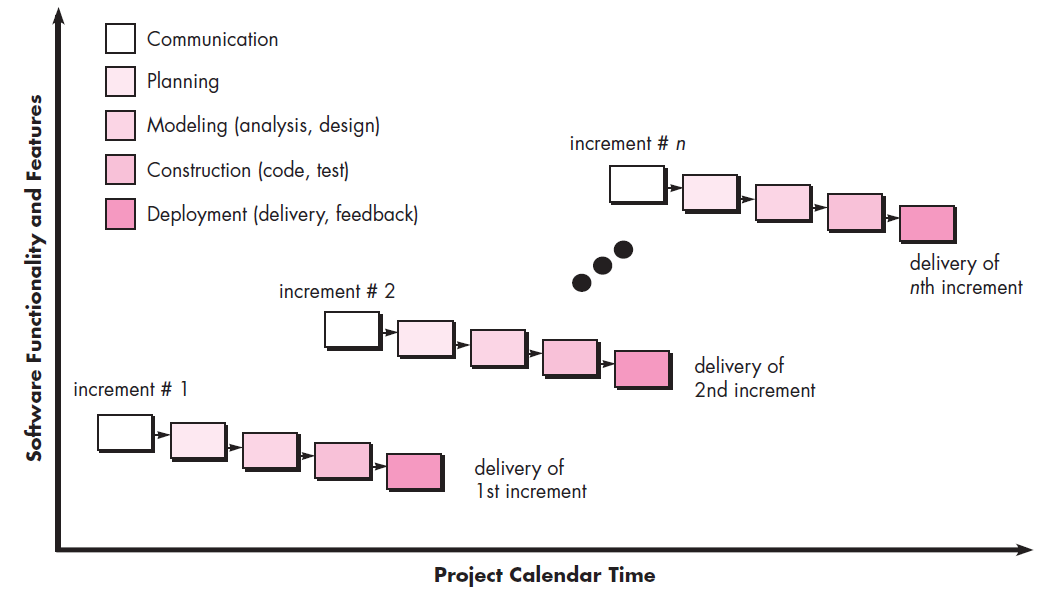 Software Functionality and Features
Communication
Planning
Modeling (analysis, design)
Construction (code, test)
Deployment (delivery, feedback)
increment # n
delivery of
nth increment
increment # 2
delivery of
2nd increment
increment # 1
delivery of
1st increment
Project Calendar Time